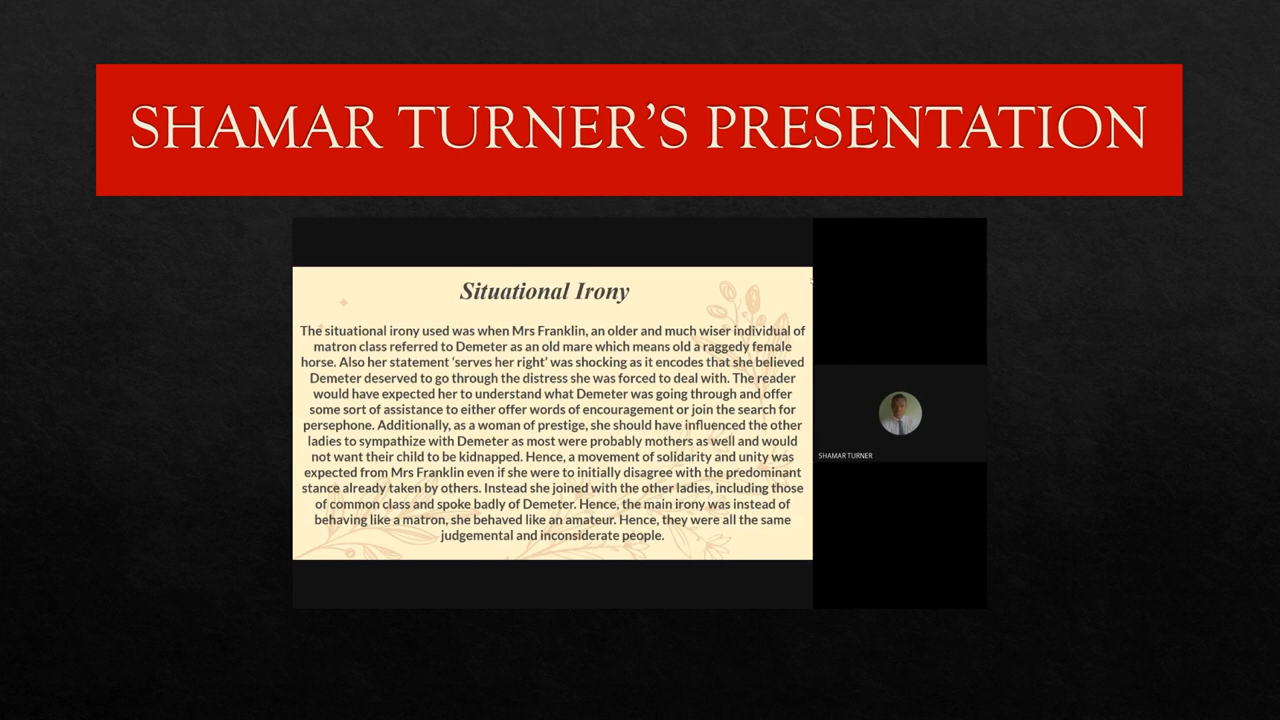 SHAMAR TURNER’S PRESENTATION
Situational Irony
The situational irony used was when Mrs Franklin, an older and much wiser individual of
matron class referred to Demeter as an old mare which means old a raggedy female
horse. Also her statement ‘serves her right’ was shocking as it encodes that she believed
Demeter deserved to go through the distress she was forced to deal with. The reader
would have expected her to understand what Demeter was going through and offer
some sort of assistance to either offer words of encouragement or join the search for
persephone. Additionally, as a woman of prestige, she should have influenced the other
ladies to sympathize with Demeter as most were probably mothers as well and would
not want their child to be kidnapped. Hence, a movement of solidarity and unity was
expected from Mrs Franklin even if she were to initially disagree with the predominant
stance already taken by others. Instead she joined with the other ladies, including those
of common class and spoke badly of Demeter. Hence, the main irony was instead of
behaving like a matron, she behaved like an amateur. Hence, they were all the same
judgemental and inconsiderate people.
SHAMAR TURNER